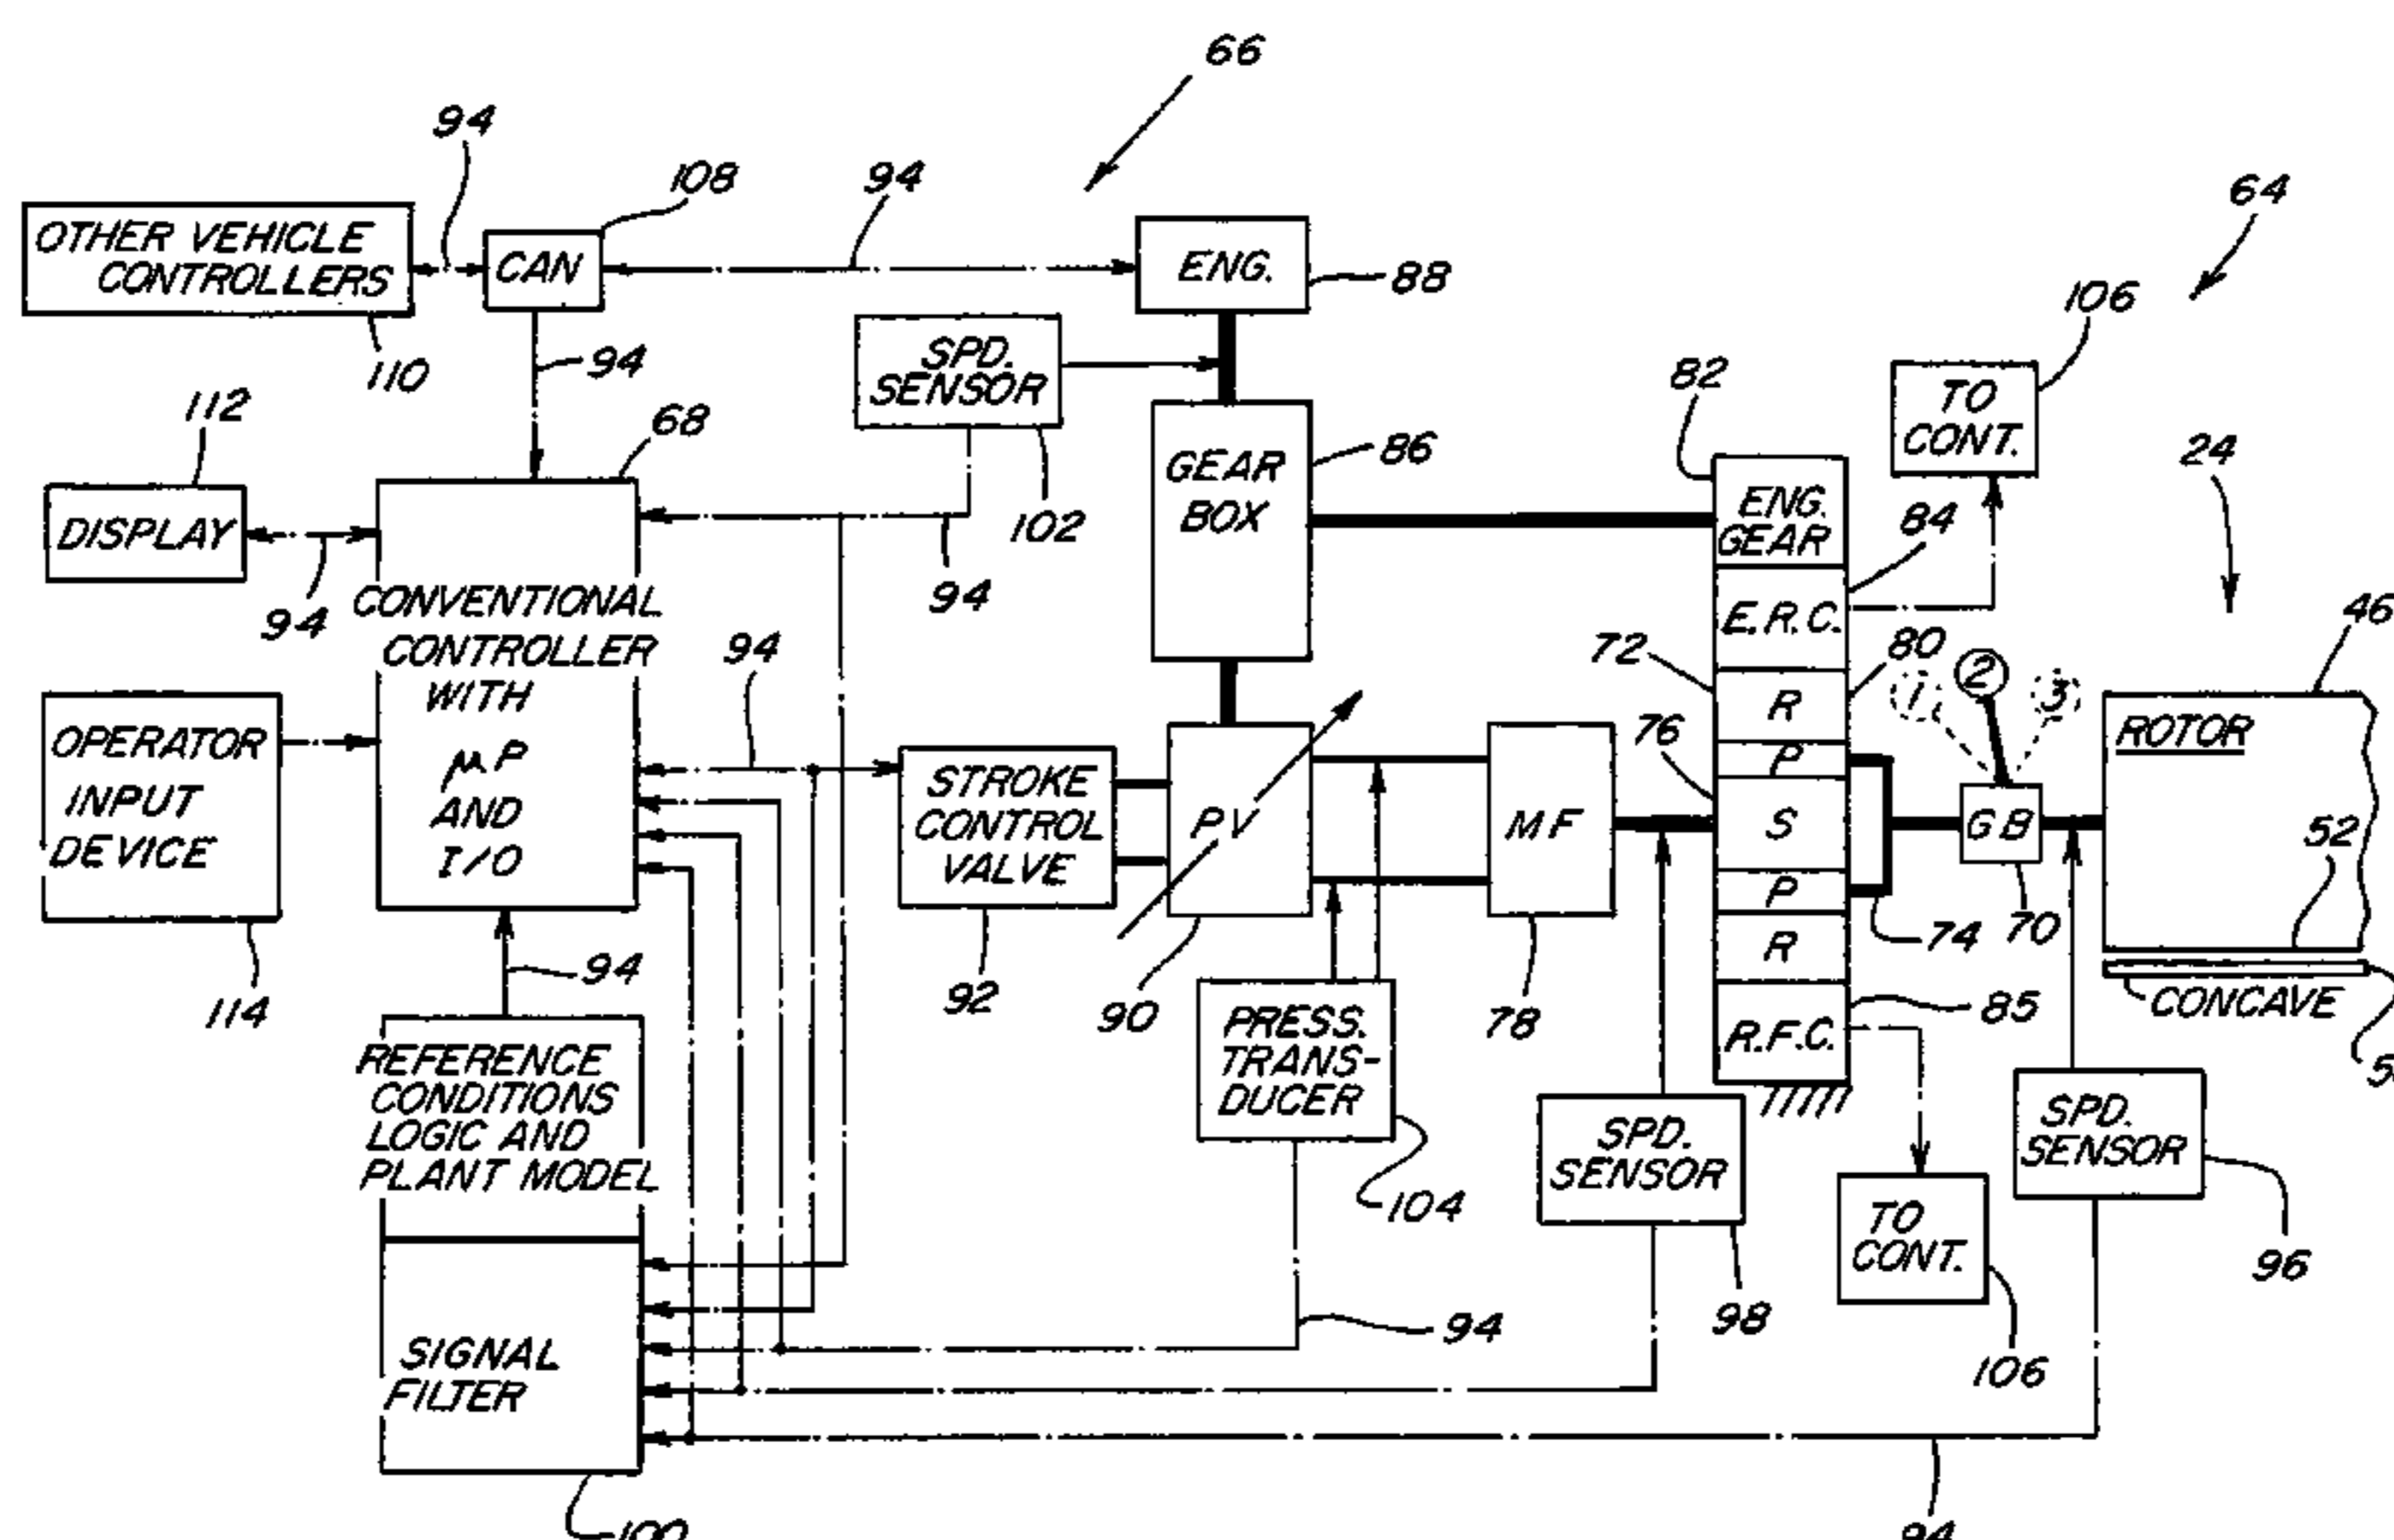 66
94
108
94
64
OTHER VEHICLE
CONTROLLERS
CAN
ENG.
88
106
110
94
SPD.
SENSOR
82
TO
CONT.
112
68
102
GEAR
BOX
86
24
DISPLAY
94
94
ENG.
GEAR
84
CONVENTIONAL
CONTROLLER
WITH
μP
AND
I/O
94
E.R.C.
72
80
1
2
3
46
OPERATOR
INPUT
DEVICE
114
STROKE
CONTROL
VALVE
92
PV
90
MF
78
76
R
P
S
P
R
R.F.C.
85
74
GB
70
ROTOR
52
CONCAVE
94
REFERENCE
CONDITIONS
LOGIC AND
PLANT MODEL
PRESS.
TRANS-
DUCER
104
SPD.
SENSOR
98
TO
CONT.
106
SPD.
SENSOR
96
SIGNAL
FILTER
100
94
94